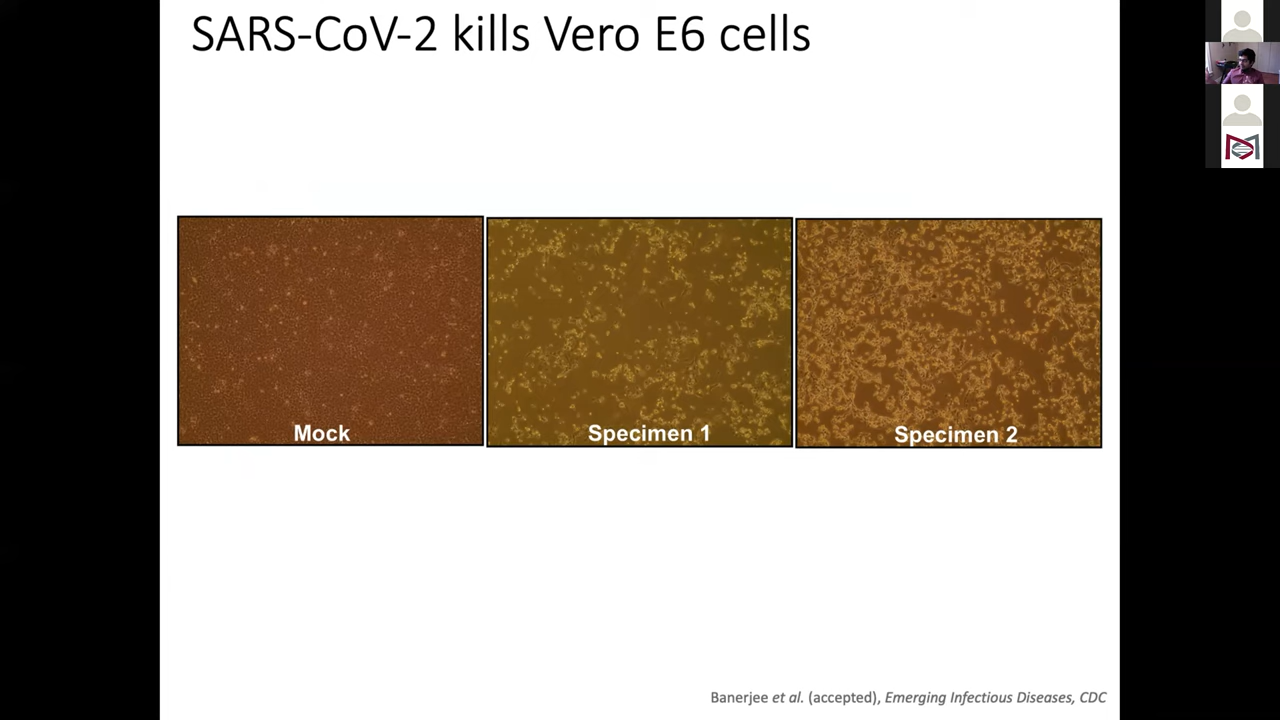 SARS-CoV-2 kills Vero E6 cells
Mock
Specimen 1
Specimen 2
Banerjee et al. (accepted), Emerging Infectious Diseases, CDC